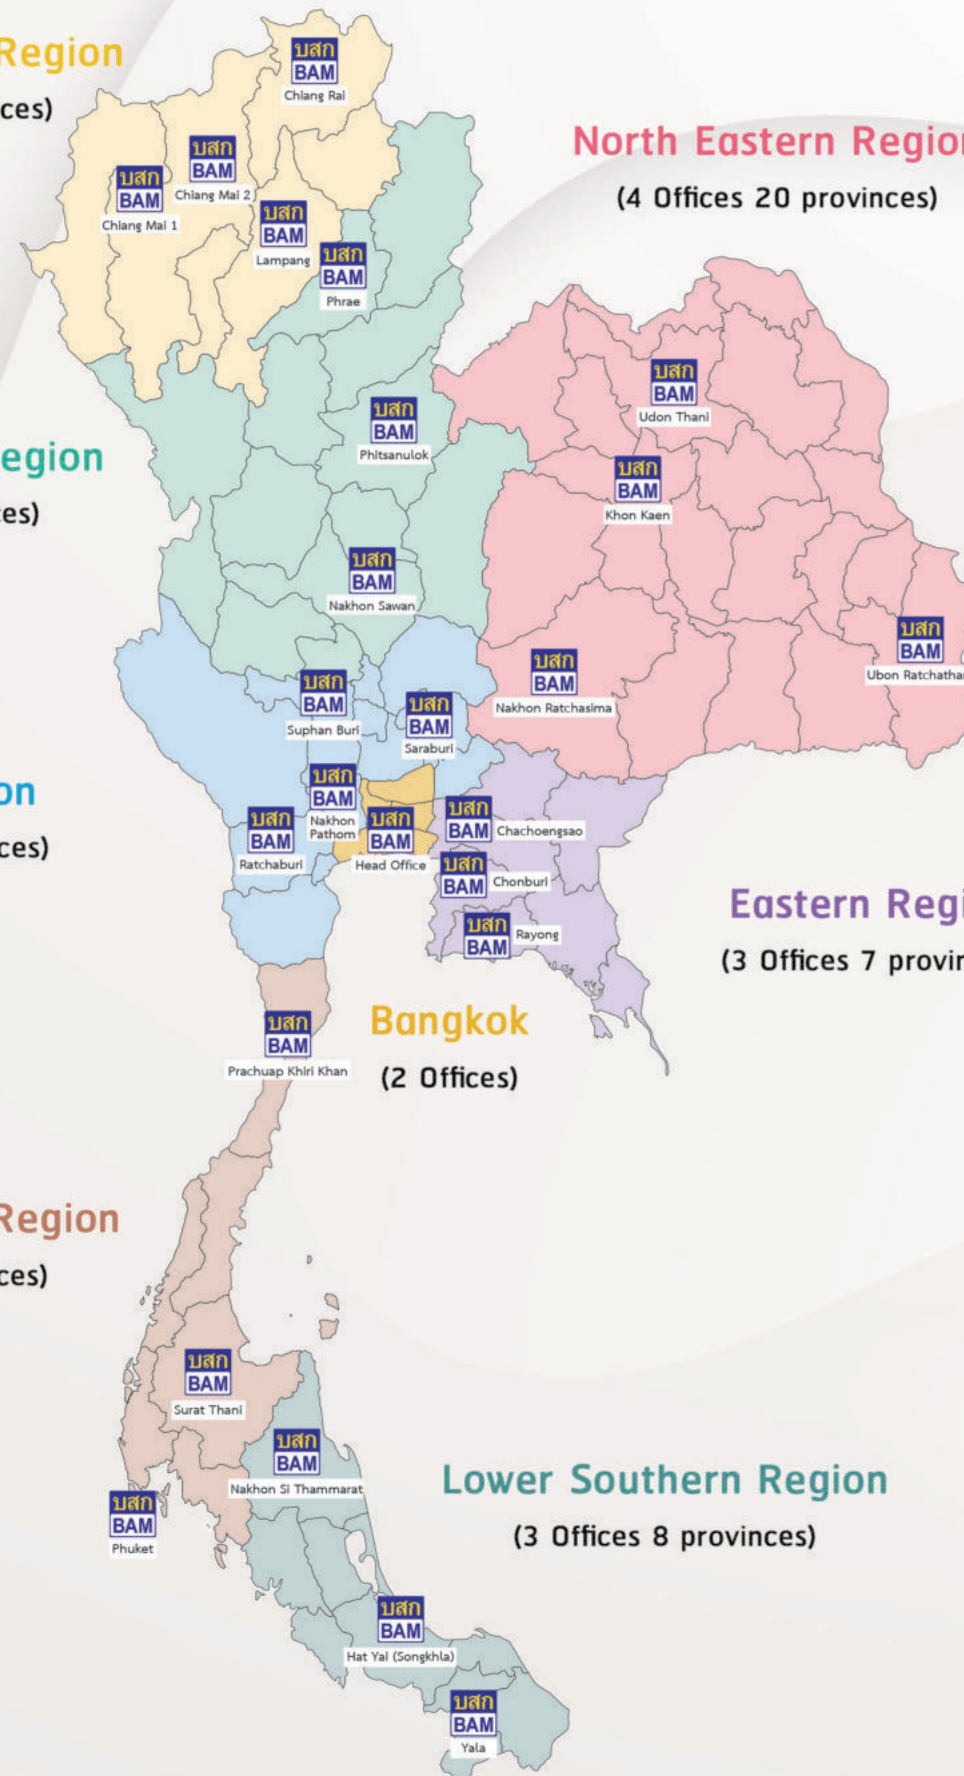 Region
ces)
บสก
BAM
Chiang Rai
North Eastern Region
(4 Offices 20 provinces)
บสก
BAM
Chiang Mai 2
บสก
BAM
Chiang Mai 1
บสก
BAM
Lampang
บสก
BAM
Phrae
บสก
BAM
Udon Thani
บสก
BAM
Phitsanulok
egion
ces)
บสก
BAM
Khon Kaen
บสก
BAM
Nakhon Sawan
บสก
BAM
Ubon Ratchathan
บสก
BAM
Nakhon Ratchasima
บสก
BAM
Suphan Buri
บสก
BAM
Saraburi
on
ces)
บสก
BAM
Nakhon
Pathom
บสก
BAM
Ratchaburi
บสก
BAM
Head Office
บสก
BAM
Chachoengsao
บสก
BAM
Chonburi
บสก
BAM
Rayong
Eastern Regi
(3 Offices 7 provin
บสก
BAM
Prachuap Khiri Khan
Bangkok
(2 Offices)
Region
ces)
บสก
BAM
Surat Thani
บสก
BAM
Nakhon Si Thammarat
บสก
BAM
Phuket
Lower Southern Region
(3 Offices 8 provinces)
บสก
BAM
Hat Yai (Songkhla)
บสก
BAM
Yala